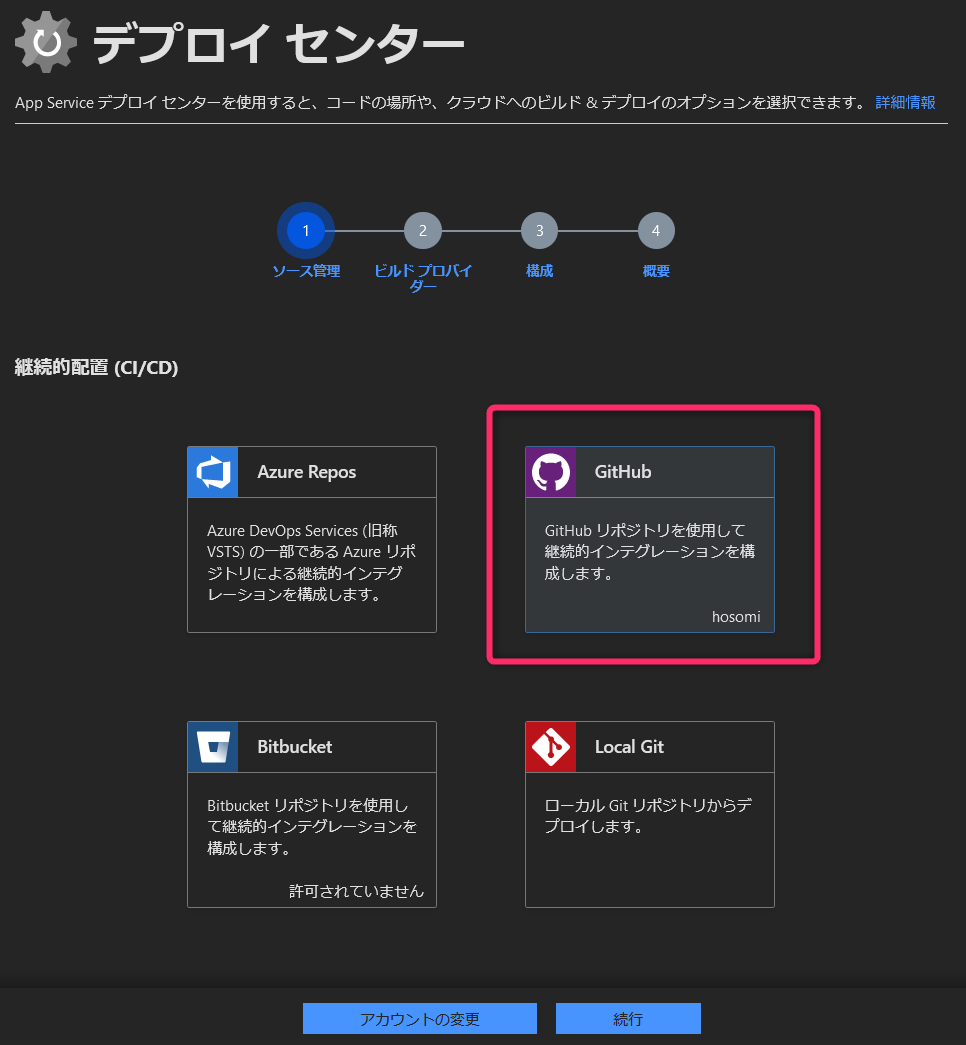 デプロイ センター
App Service デプロイ センターを使用すると、コードの場所や、クラウドへのビルド & デプロイのオプションを選択できます。 詳細情報
1
2
3
4
ソース管理
ビルド プロバイ
ダー
構成
概要
継続的配置 (CI/CD)
Azure Repos
Azure DevOps Services (旧称
VSTS) の一部である Azure リポ
ジトリによる継続的インテグ
レーションを構成します。
GitHub
GitHub リポジトリを使用して
継続的インテグレーションを構
成します。
hosomi
Bitbucket
Bitbucket リポジトリを使用し
て継続的インテグレーションを
構成します。
許可されていません
Local Git
ローカル Git リポジトリからデ
プロイします。
アカウントの変更
続行